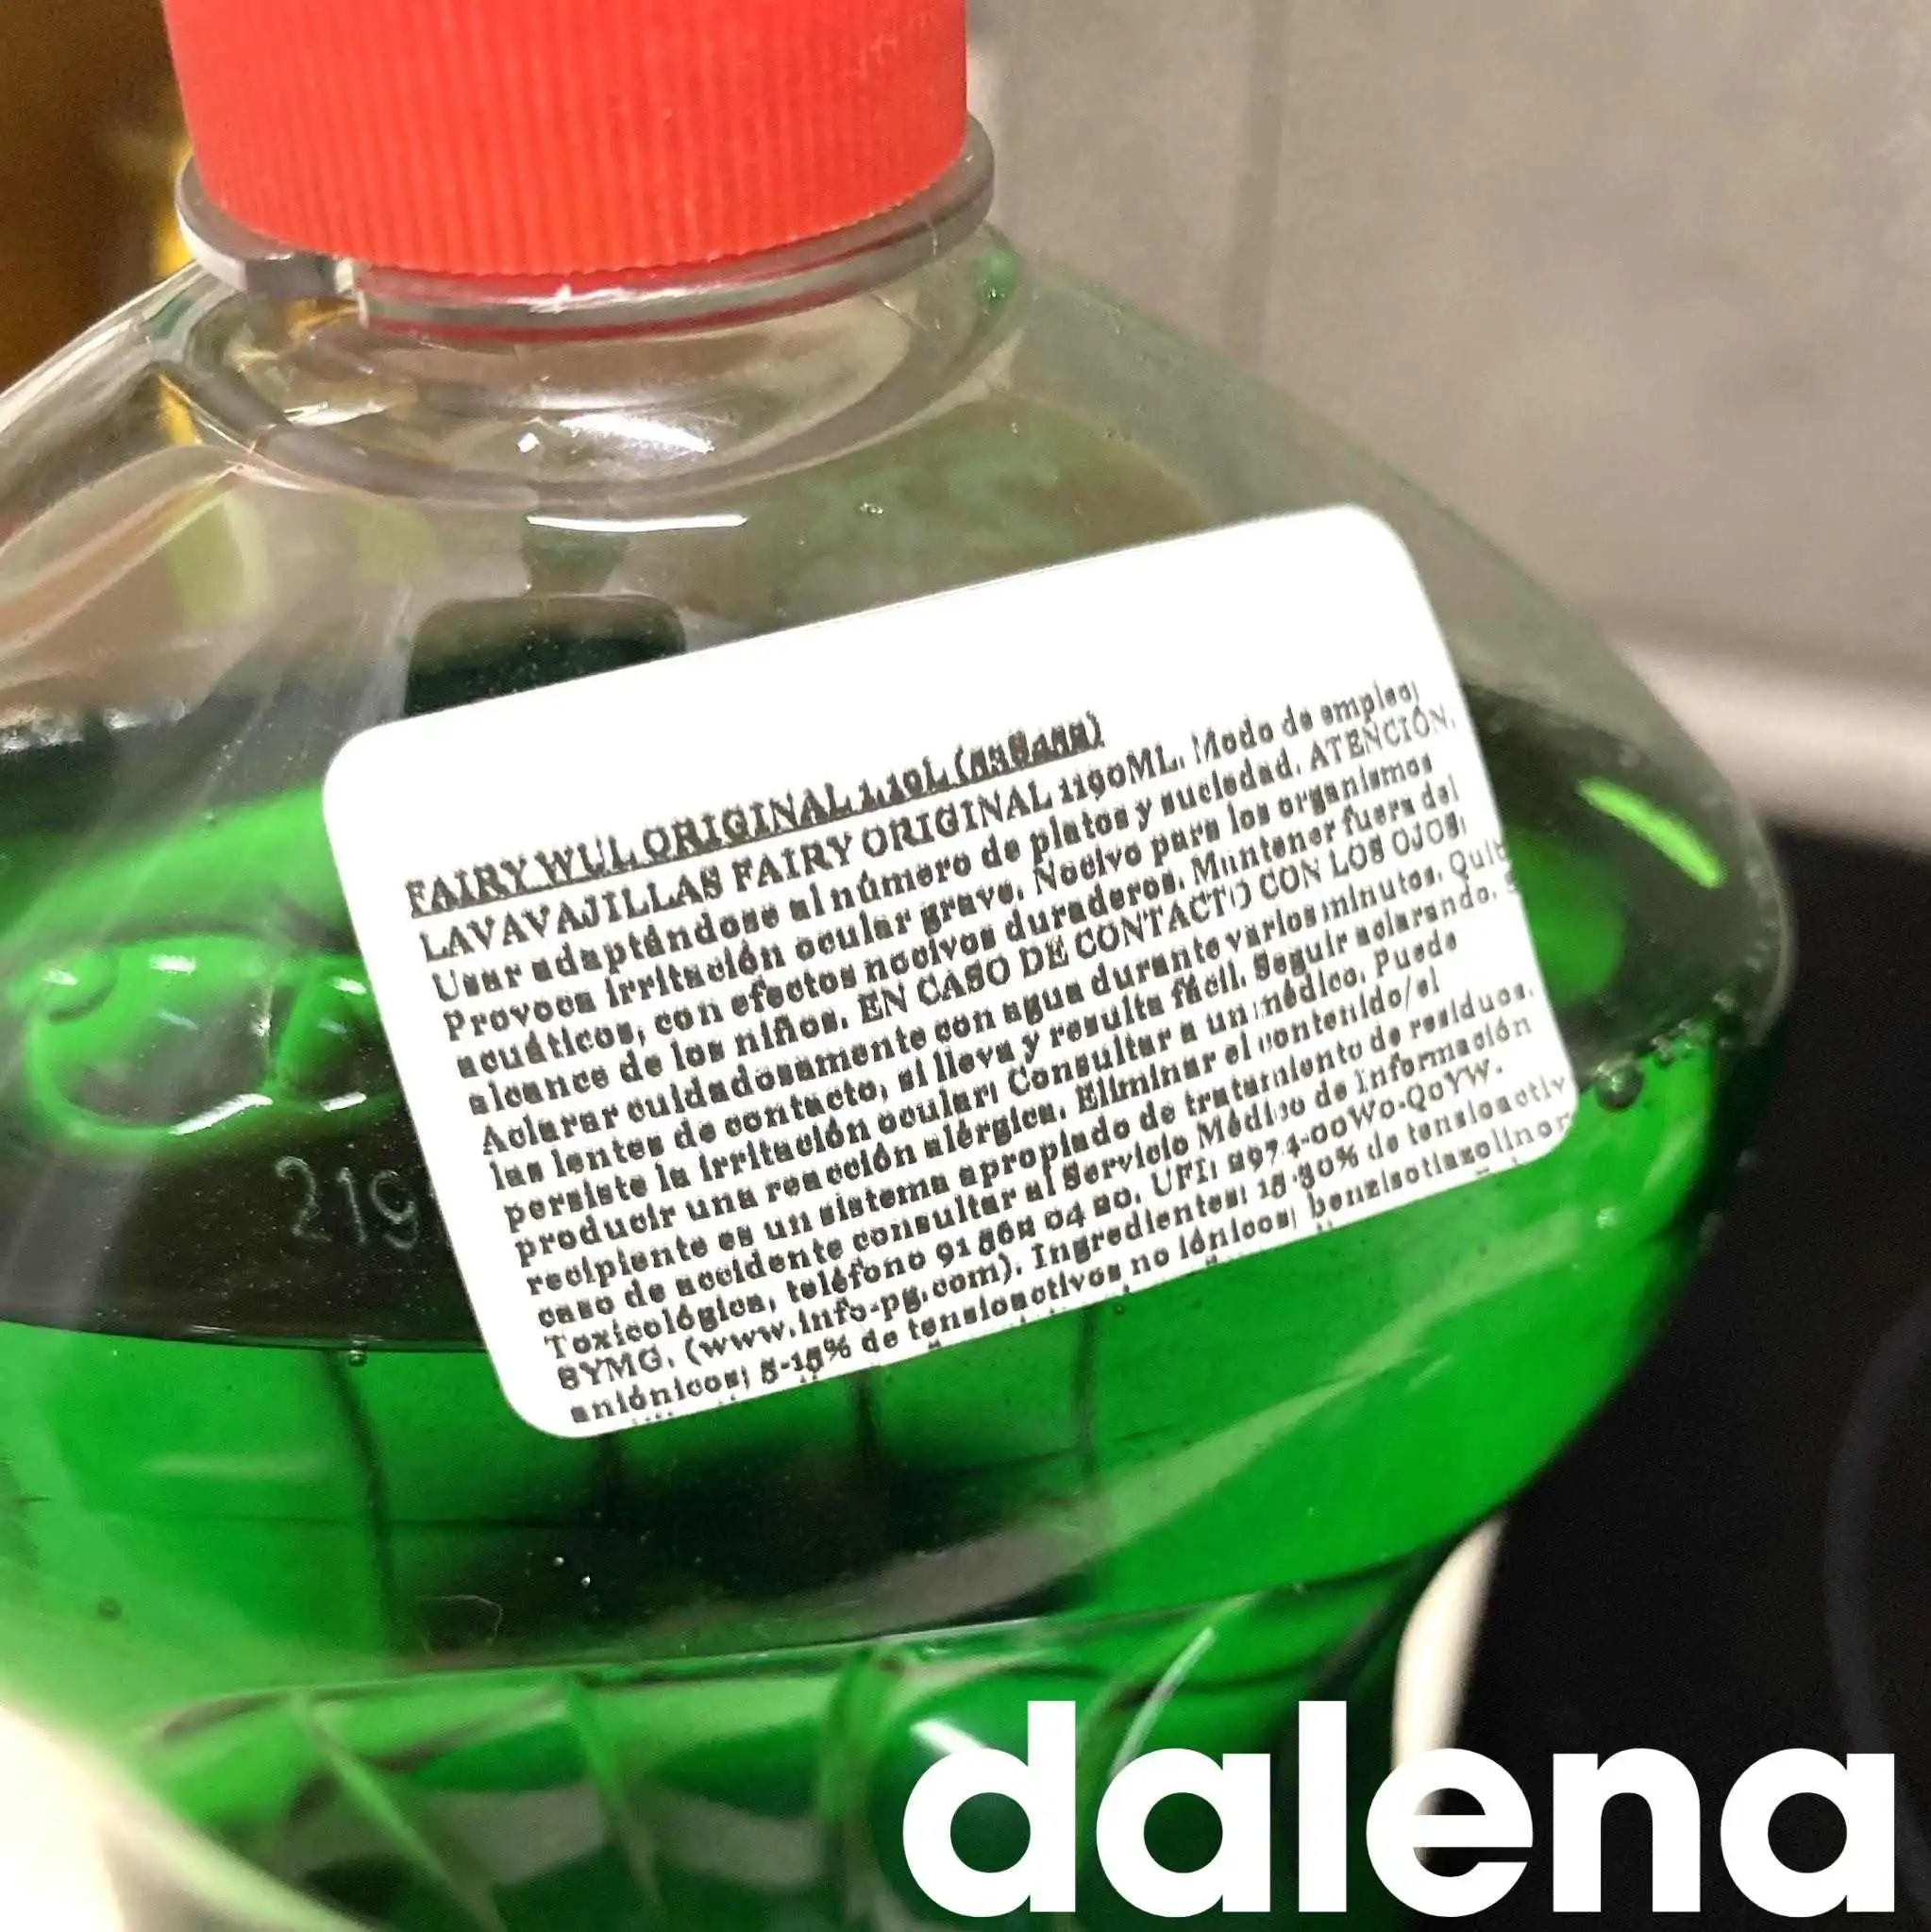 FAIRY WUL ORIGINAL 1.19L
LAVAVAJILLAS FAIRY ORIGINAL 1190ML. Modo de empleo:
Usar adaptándose al número de platos y suciedad. ATENCIÓN.
Provoca irritación ocular grave. Nocivo para los organismos
acuáticos, con efectos nocivos duraderos. Mantener fuera del
alcance de los niños. EN CASO DE CONTACTO CON LOS OJOS:
Aclarar cuidadosamente con agua durante varios minutos.
las lentes de contacto, si lleva y resulta fácil. Seguir aclarando.
persiste la irritación ocular: Consultar a un médico. Puede
producir una reacción alérgica. Eliminar el contenido/el
recipiente es un sistema apropiado de tratamiento de residuos.
caso de accidente consultar al Servicio Médico de Información
Toxicológica, teléfono 91 562 04 20. UFI:
8YMG. (www.info-pg.com). Ingredientes: 15-30% de
aniónicos; 5-15% de tensioactivos no iónicos;
219
dalena